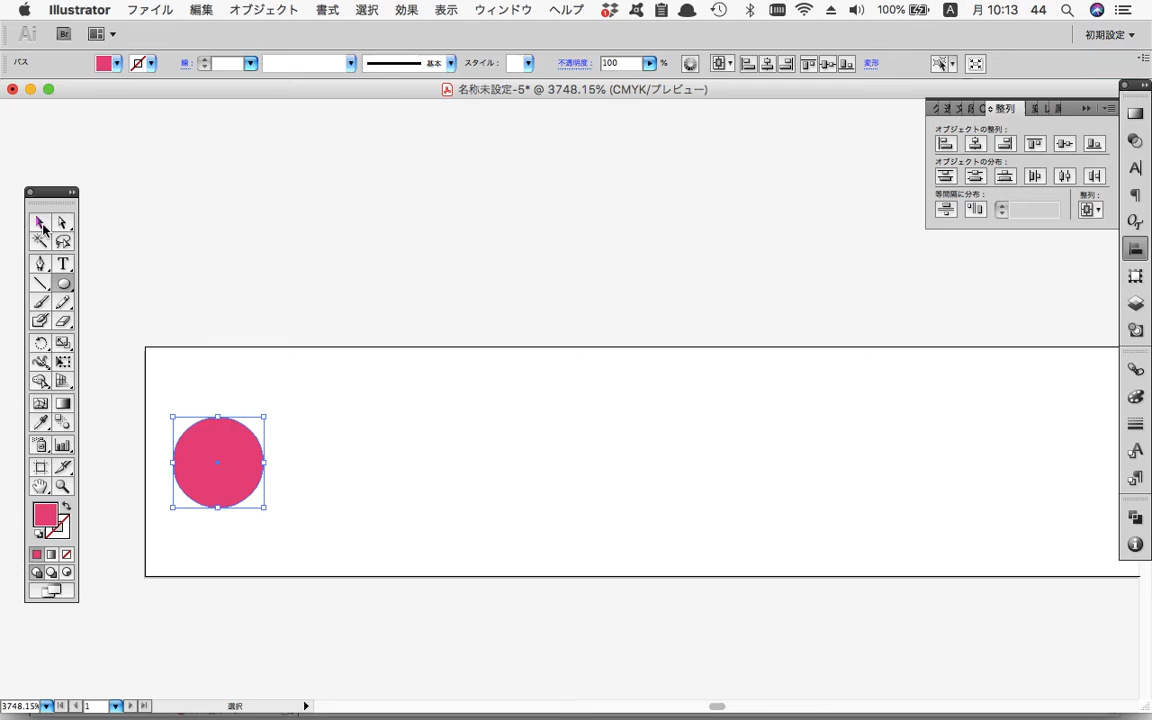 Illustrator ファイル 編集 オブジェクト 書式 選択 効果 表示 ウィンドウ ヘルプ 100% A 月 10:13 44
Ai Br 初期設定
パス 線: 基本 スタイル: 不透明度: 100 % 変形
名称未設定-5* @ 3748.15% (CMYK/プレビュー)
整列
オブジェクトの整列:
オブジェクトの分布:
等間隔に分布: 整列:
3748.15% 1 選択